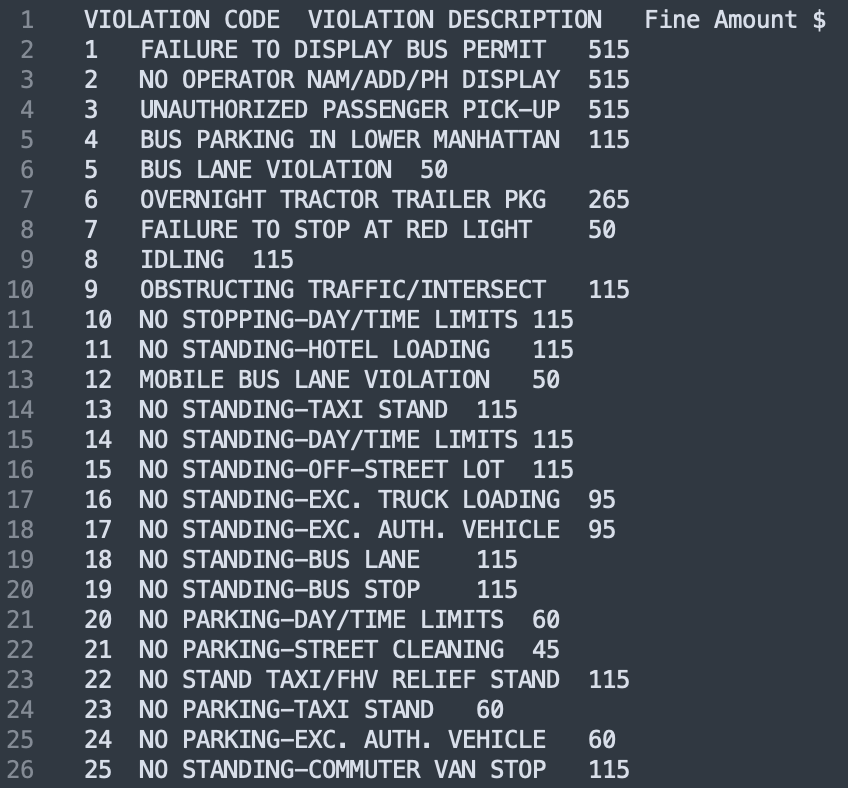 1 VIOLATION CODE VIOLATION DESCRIPTION Fine Amount $
2 1 FAILURE TO DISPLAY BUS PERMIT 515
3 2 NO OPERATOR NAM/ADD/PH DISPLAY 515
4 3 UNAUTHORIZED PASSENGER PICK-UP 515
5 4 BUS PARKING IN LOWER MANHATTAN 115
6 5 BUS LANE VIOLATION 50
7 6 OVERNIGHT TRACTOR TRAILER PKG 265
8 7 FAILURE TO STOP AT RED LIGHT 50
9 8 IDLING 115
10 9 OBSTRUCTING TRAFFIC/INTERSECT 115
11 10 NO STOPPING-DAY/TIME LIMITS 115
12 11 NO STANDING-HOTEL LOADING 115
13 12 MOBILE BUS LANE VIOLATION 50
14 13 NO STANDING-TAXI STAND 115
15 14 NO STANDING-DAY/TIME LIMITS 115
16 15 NO STANDING-OFF-STREET LOT 115
17 16 NO STANDING-EXC. TRUCK LOADING 95
18 17 NO STANDING-EXC. AUTH. VEHICLE 95
19 18 NO STANDING-BUS LANE 115
20 19 NO STANDING-BUS STOP 115
21 20 NO PARKING-DAY/TIME LIMITS 60
22 21 NO PARKING-STREET CLEANING 45
23 22 NO STAND TAXI/FHV RELIEF STAND 115
24 23 NO PARKING-TAXI STAND 60
25 24 NO PARKING-EXC. AUTH. VEHICLE 60
26 25 NO STANDING-COMMUTER VAN STOP 115